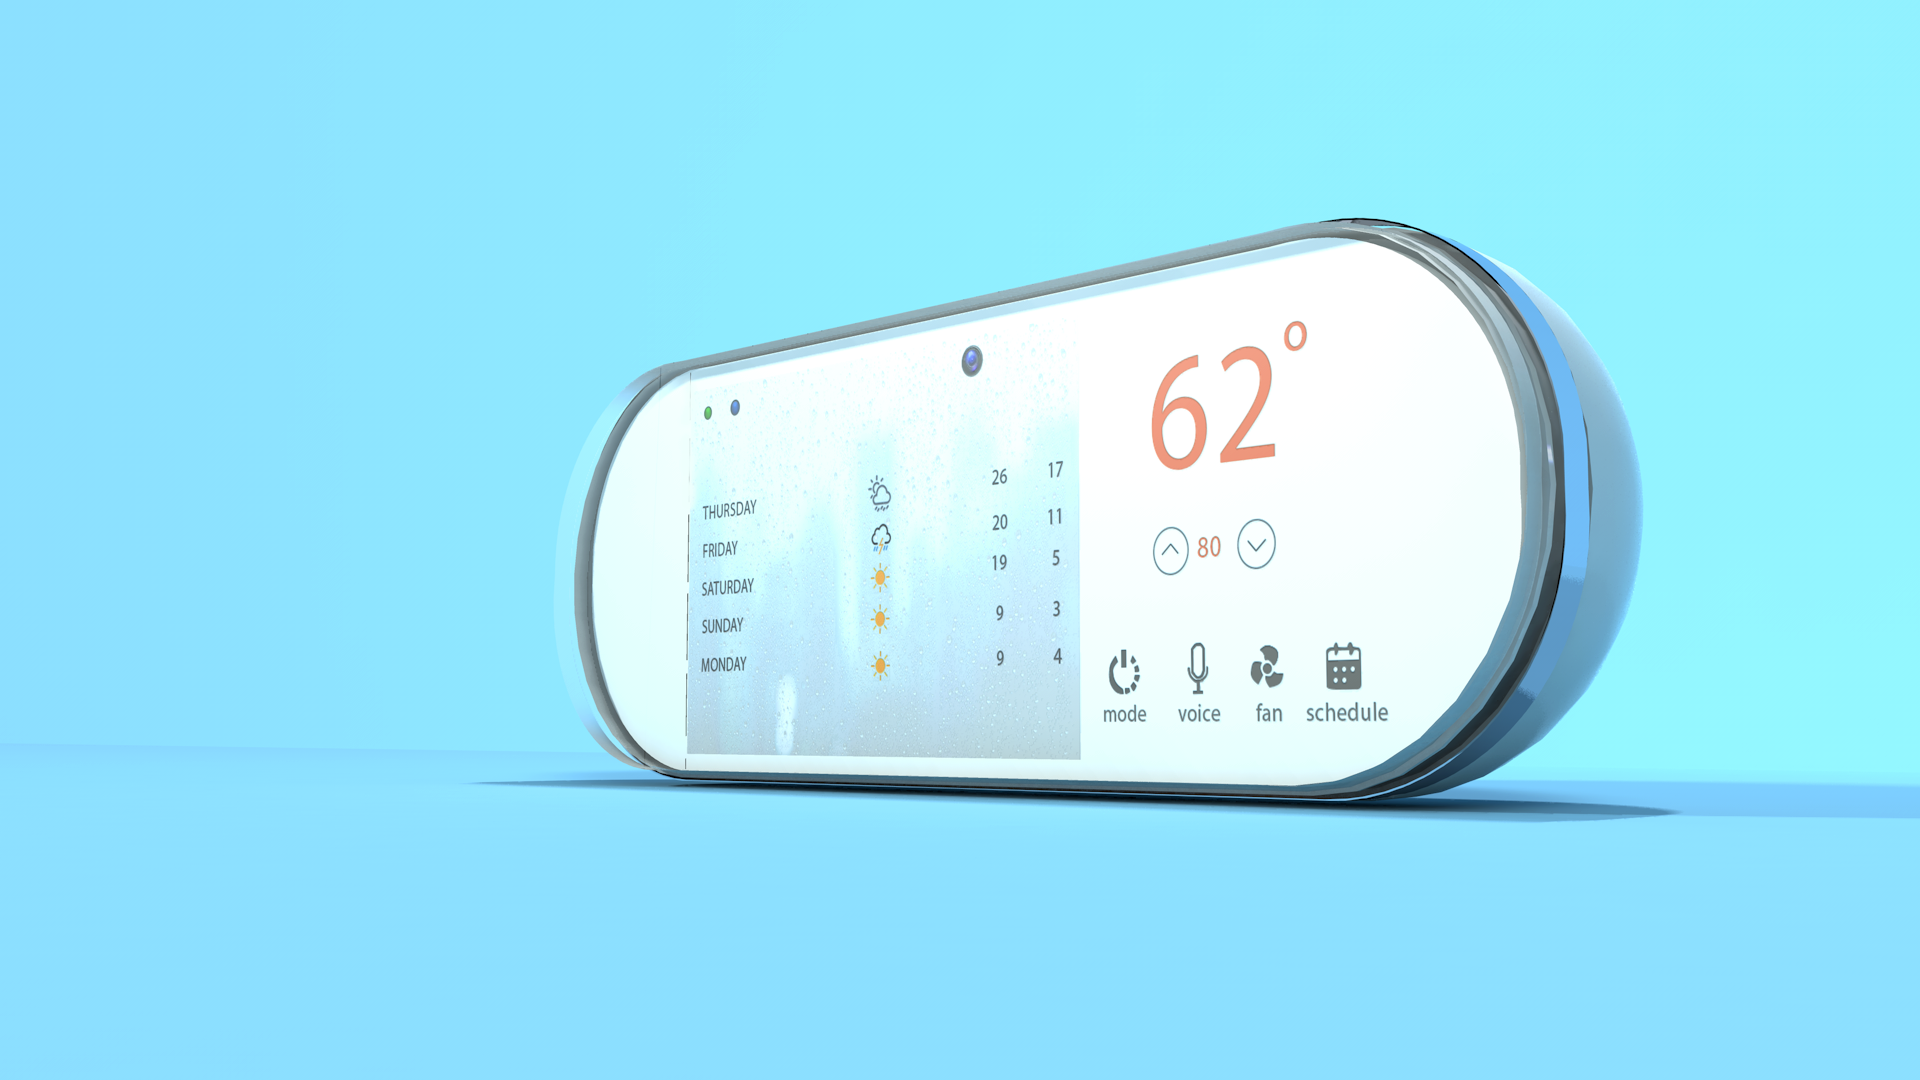 THURSDAY 26 17
FRIDAY 20 11
SATURDAY 19 5
SUNDAY 9 3
MONDAY 9 4
62°
80
mode voice fan schedule